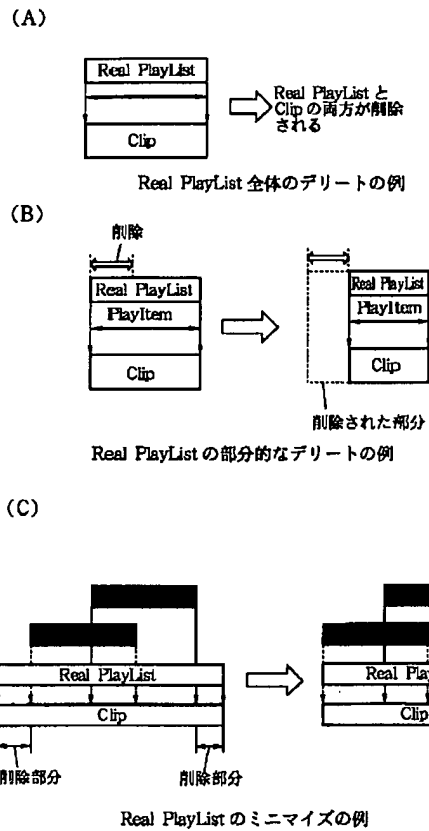 (A)
Real PlayList
Clip
Real PlayList と
Clip の両方が削除
される
Real PlayList 全体のデリートの例
(B)
削除
Real PlayList
PlayItem
Clip
Real PlayList
PlayItem
Clip
削除された部分
Real PlayList の部分的なデリートの例
(C)
Real PlayList
Clip
削除部分
削除部分
Real Play
Clip
Real PlayList のミニマイズの例